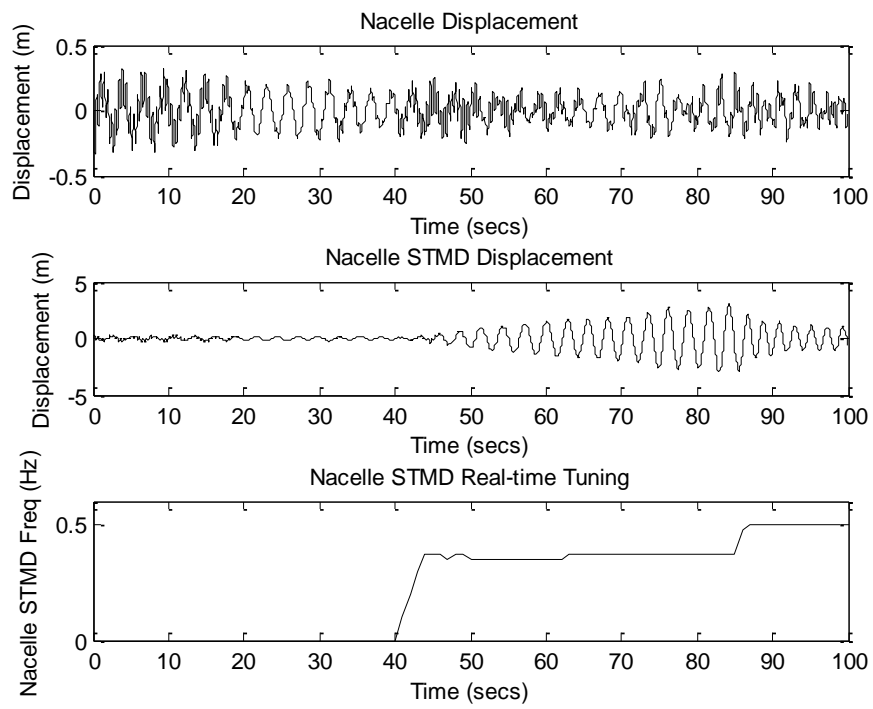 Nacelle Displacement
Displacement (m)
0.5
0
-0.5
0 10 20 30 40 50 60 70 80 90 100
Time (secs)
Nacelle STMD Displacement
Displacement (m)
5
0
-5
0 10 20 30 40 50 60 70 80 90 100
Time (secs)
Nacelle STMD Real-time Tuning
Nacelle STMD Freq (Hz)
0.5
0
0 10 20 30 40 50 60 70 80 90 100
Time (secs)